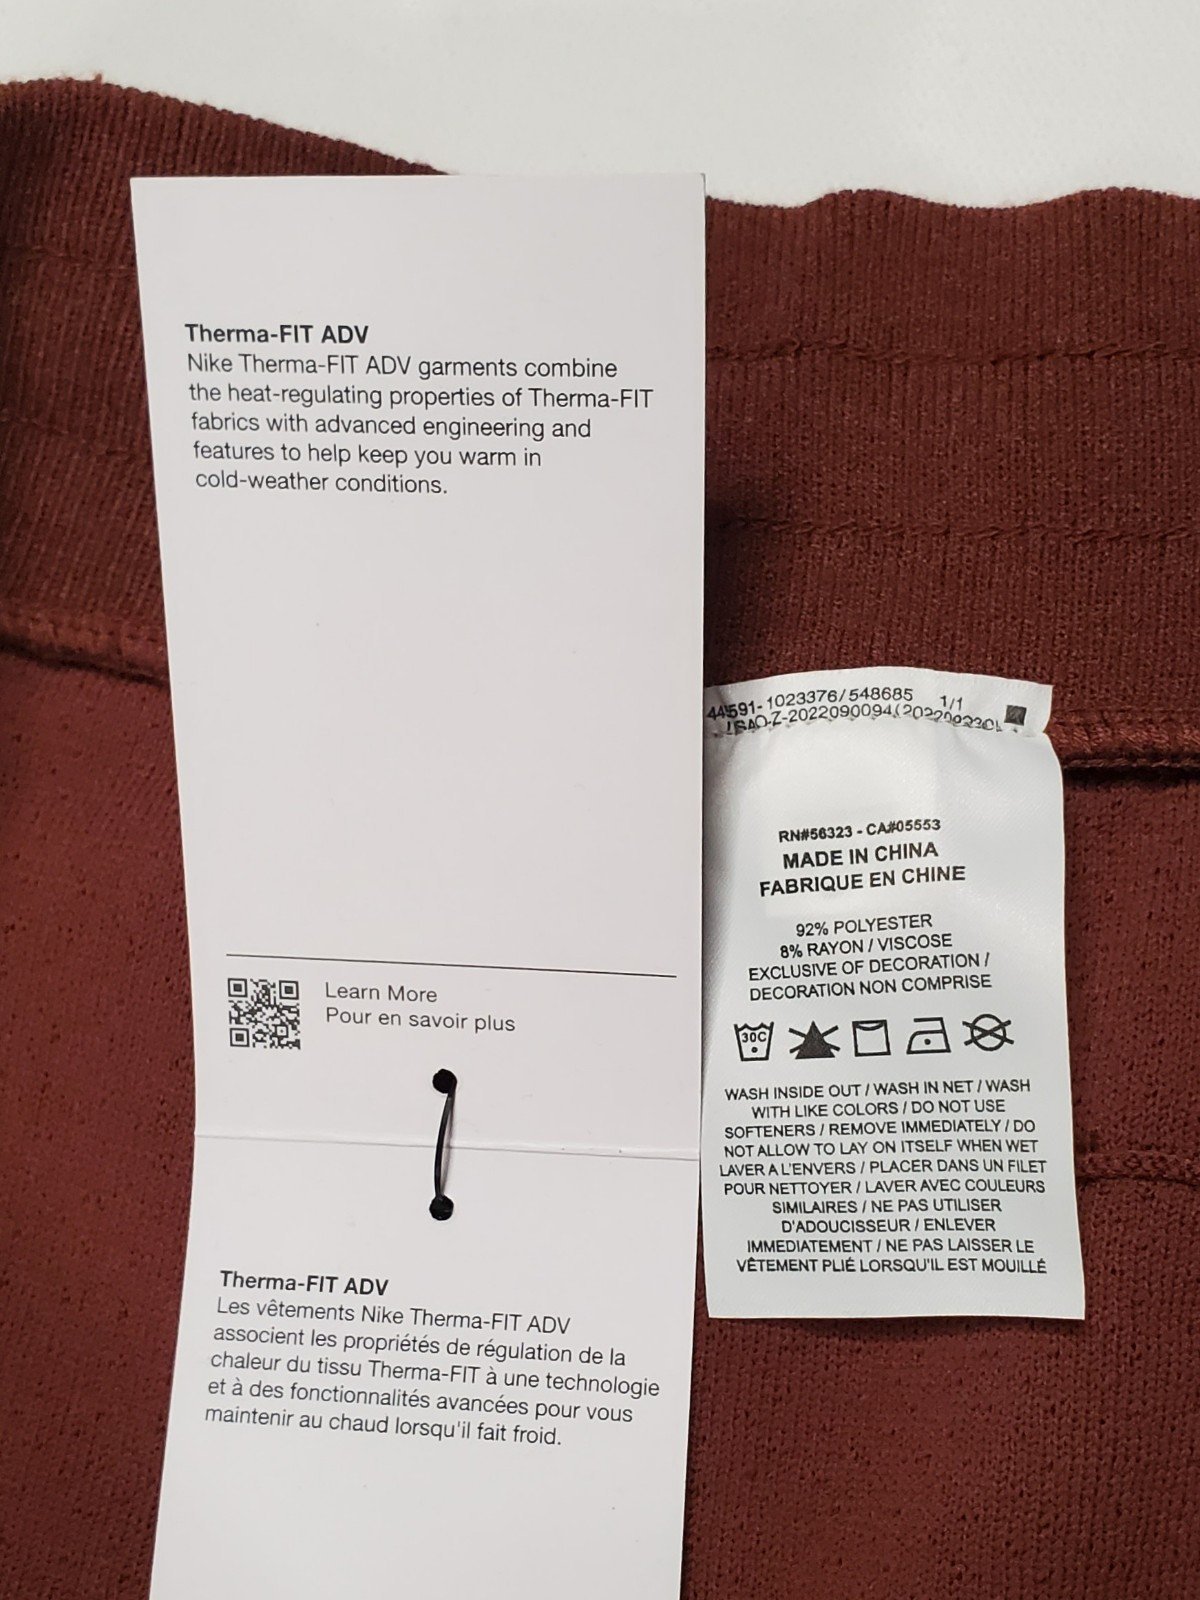 Therma-FIT ADV
Nike Therma-FIT ADV garments combine
the heat-regulating properties of Therma-FIT
fabrics with advanced engineering and
features to help keep you warm in
cold-weather conditions.
Learn More
Pour en savoir plus
Therma-FIT ADV
Les vêtements Nike Therma-FIT ADV
associent les propriétés de régulation de la
chaleur du tissu Therma-FIT à une technologie
et à des fonctionnalités avancées pour vous
maintenir au chaud lorsqu'il fait froid.
1023376/548685 1/1
RN#56323 - CA#05553
MADE IN CHINA
FABRIQUE EN CHINE
92% POLYESTER
8% RAYON / VISCOSE
EXCLUSIVE OF DECORATION /
DECORATION NON COMPRISE
30C
WASH INSIDE OUT / WASH IN NET / WASH
WITH LIKE COLORS / DO NOT USE
SOFTENERS / REMOVE IMMEDIATELY / DO
NOT ALLOW TO LAY ON ITSELF WHEN WET
LAVER A L'ENVERS / PLACER DANS UN FILET
POUR NETTOYER / LAVER AVEC COULEURS
SIMILAIRES / NE PAS UTILISER
D'ADOUCISSEUR / ENLEVER
IMMEDIATEMENT / NE PAS LAISSER LE
VÊTEMENT PLIÉ LORSQU'IL EST MOUILLÉ